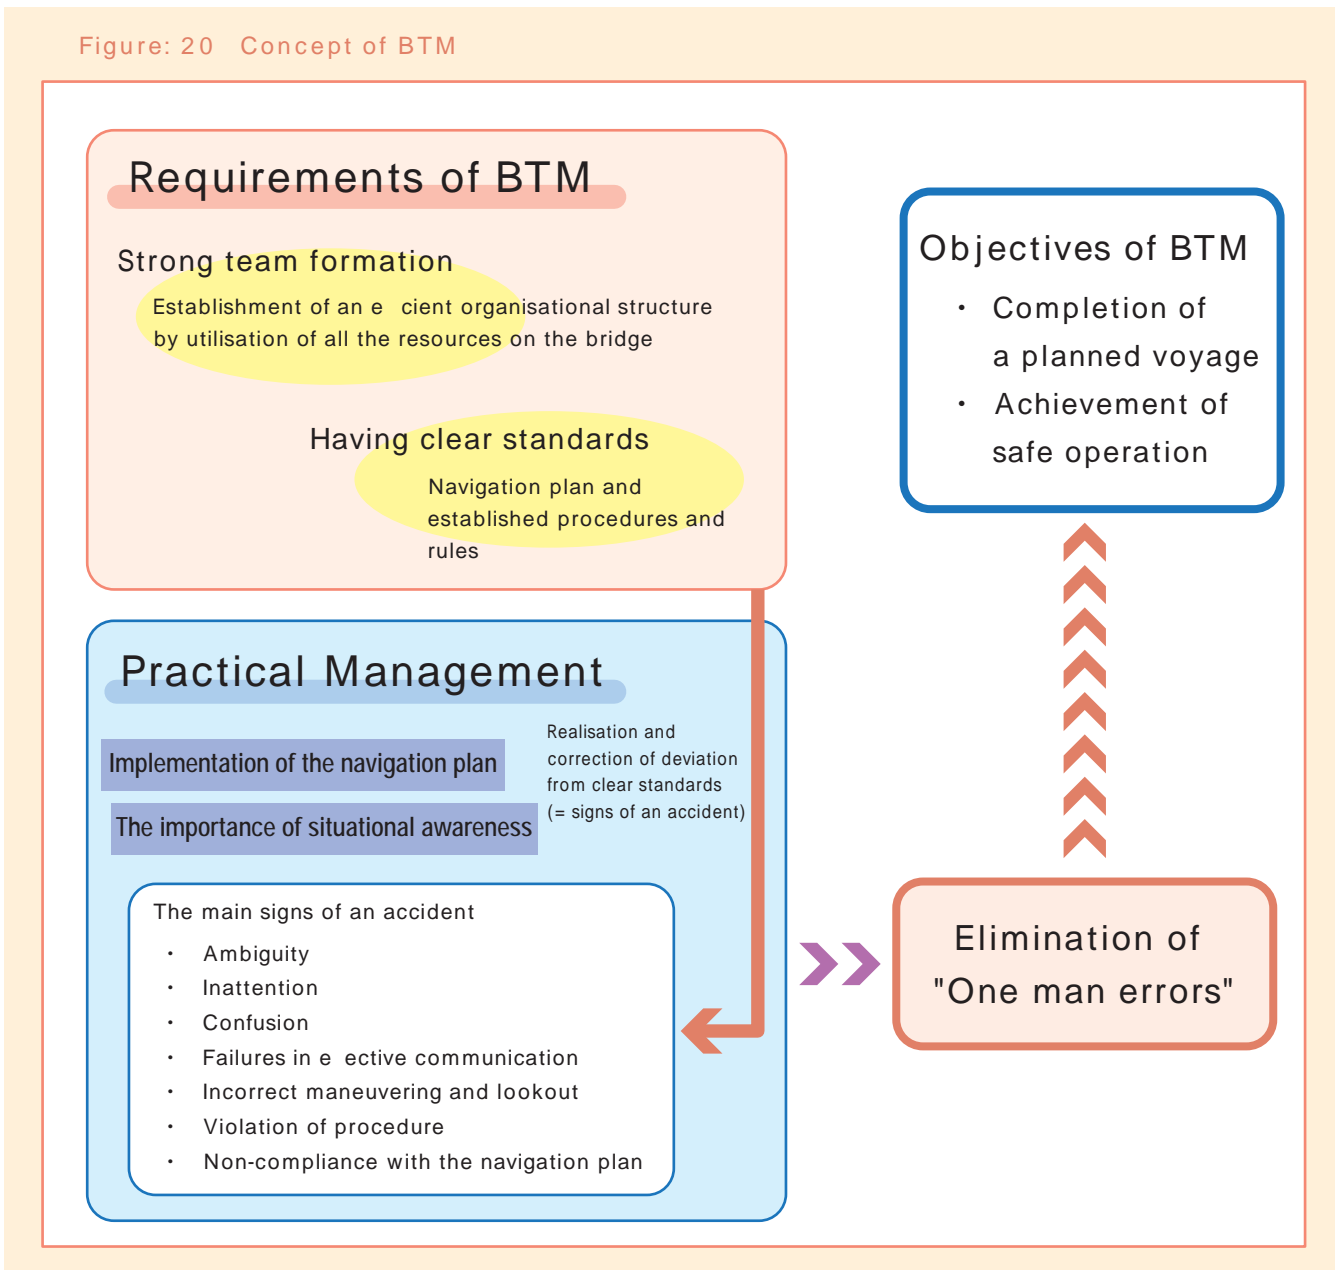 Figure: 20 Concept of BTM
Requirements of BTM
Strong team formation
Establishment of an e cient organisational structure
by utilisation of all the resources on the bridge
Having clear standards
Navigation plan and
established procedures and
rules
Practical Management
Implementation of the navigation plan
The importance of situational awareness
Realisation and
correction of deviation
from clear standards
(= signs of an accident)
The main signs of an accident
・ Ambiguity
・ Inattention
・ Confusion
・ Failures in e ective communication
・ Incorrect maneuvering and lookout
・ Violation of procedure
・ Non-compliance with the navigation plan
Objectives of BTM
・ Completion of
a planned voyage
・ Achievement of
safe operation
Elimination of
"One man errors"